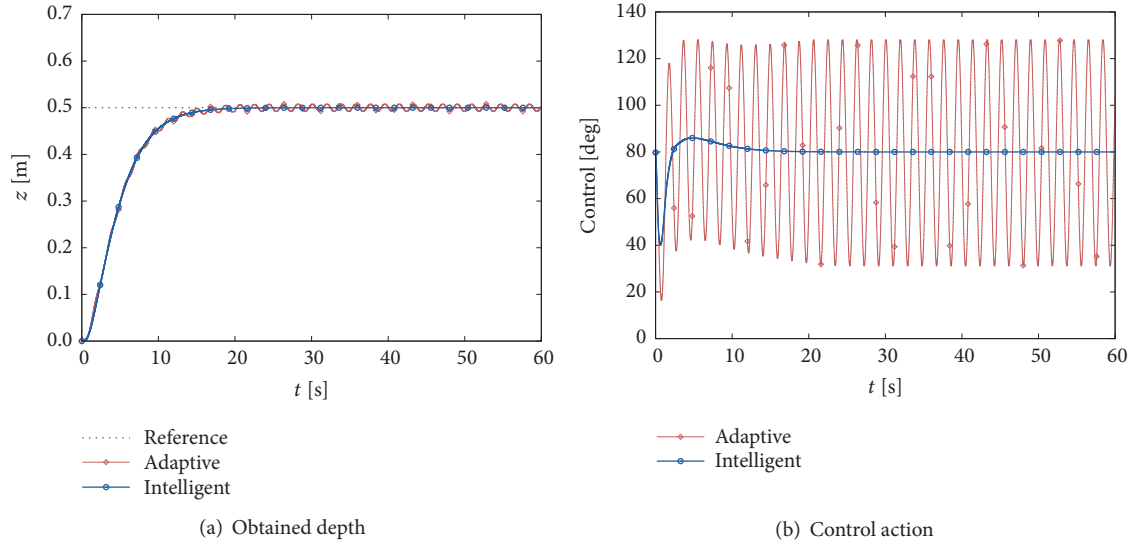 0.7
0.6
0.5
0.4
0.3
0.2
0.1
0.0
z [m]
0 10 20 30 40 50 60
t [s]
Reference
Adaptive
Intelligent
(a) Obtained depth
140
120
100
80
60
40
20
0
Control [deg]
0 10 20 30 40 50 60
t [s]
Adaptive
Intelligent
(b) Control action